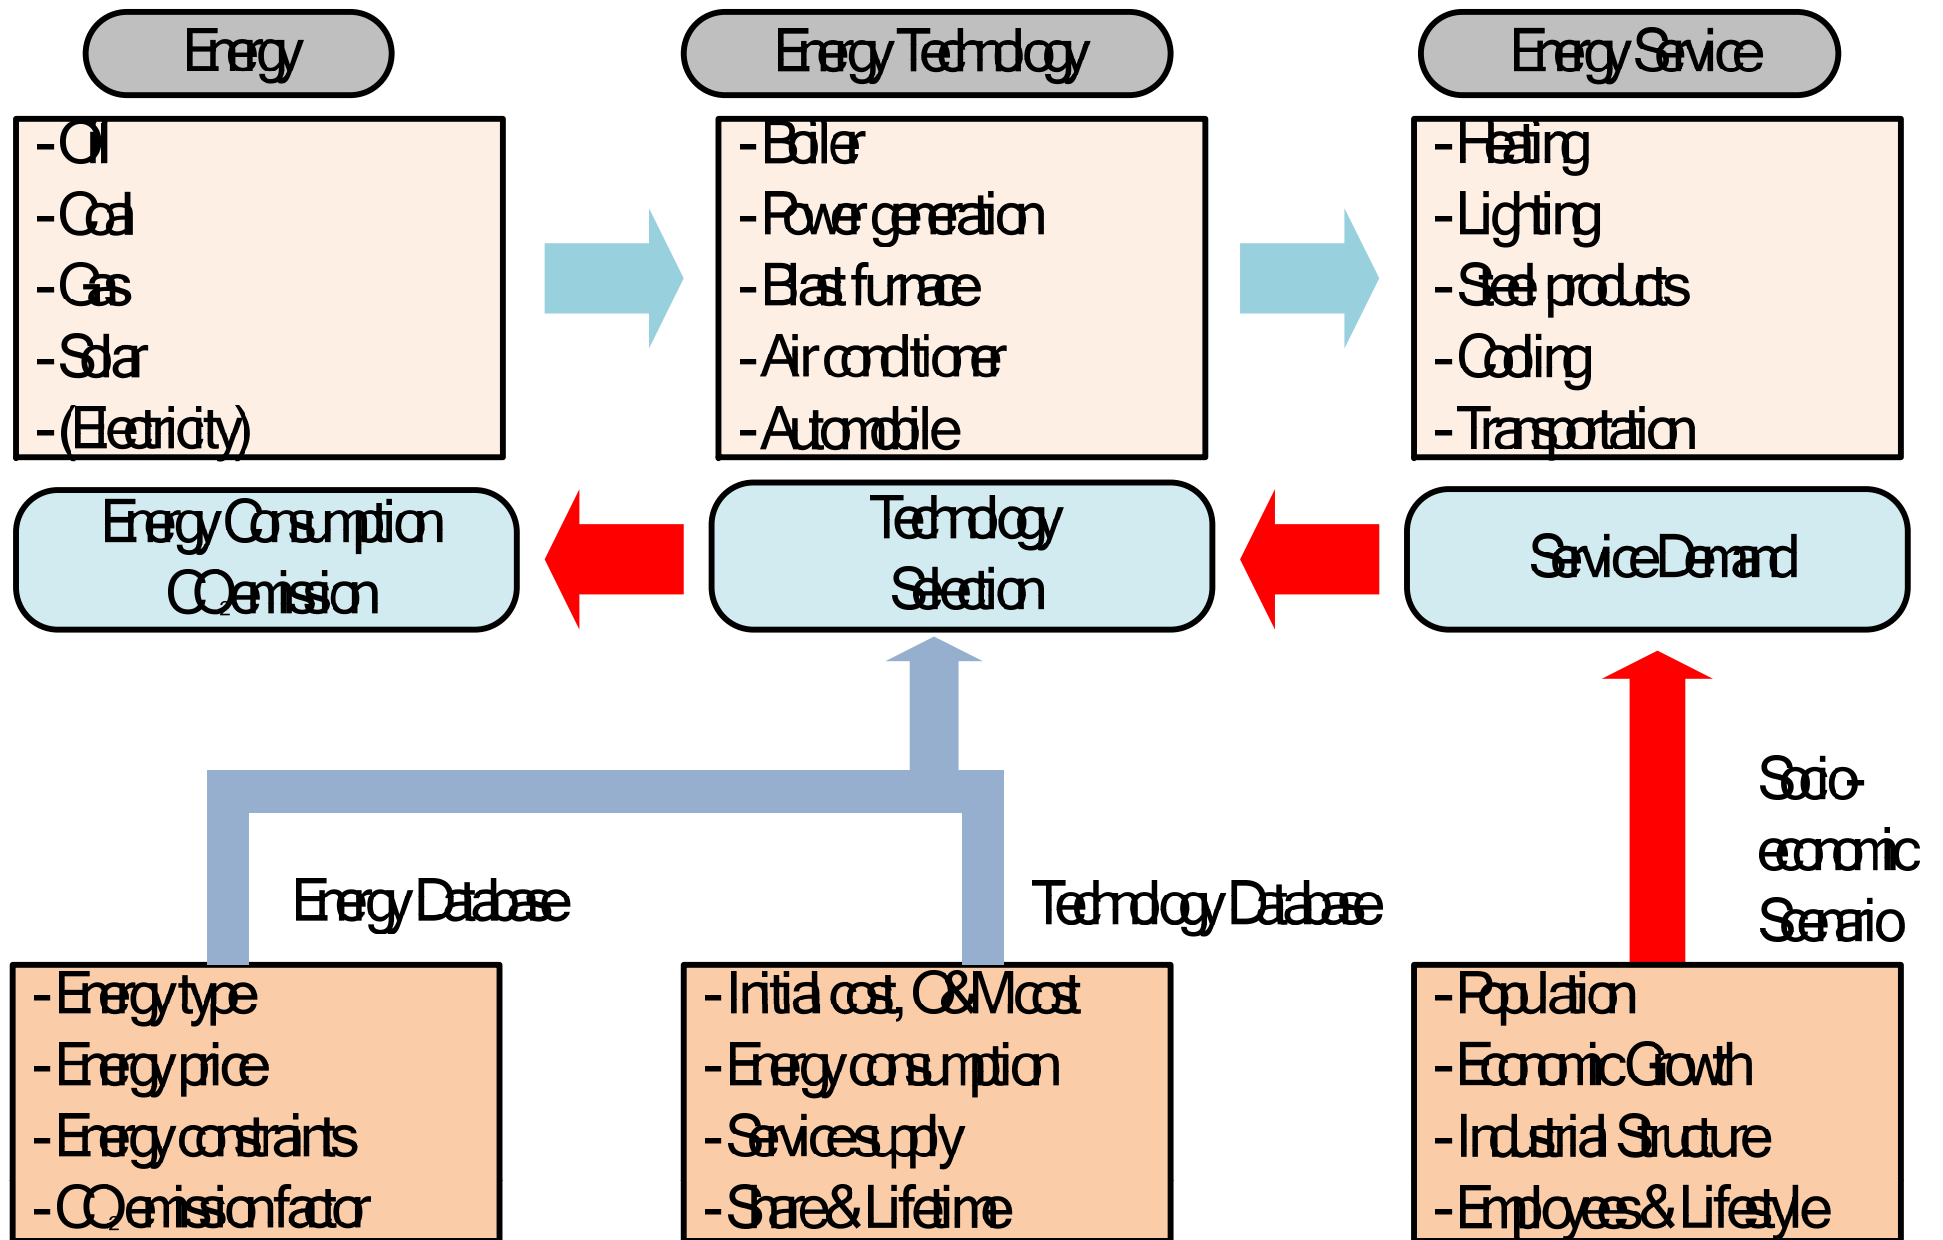 Energy
Energy Technology
Energy Service
- Oil
- Coal
- Gas
- Solar
- (Electricity)
- Boiler
- Power generation
- Blast furnace
- Air conditioner
- Automobile
- Heating
- Lighting
- Steel products
- Cooling
- Transportation
Energy Consumption
CO₂ emission
Technology
Selection
Service Demand
Energy Database
Technology Database
Socio-
economic
Scenario
- Energy type
- Energy price
- Energy constraints
- CO₂ emission factor
- Initial cost, O&M cost
- Energy consumption
- Service supply
- Share & Lifetime
- Population
- Economic Growth
- Industrial Structure
- Employees & Lifestyle